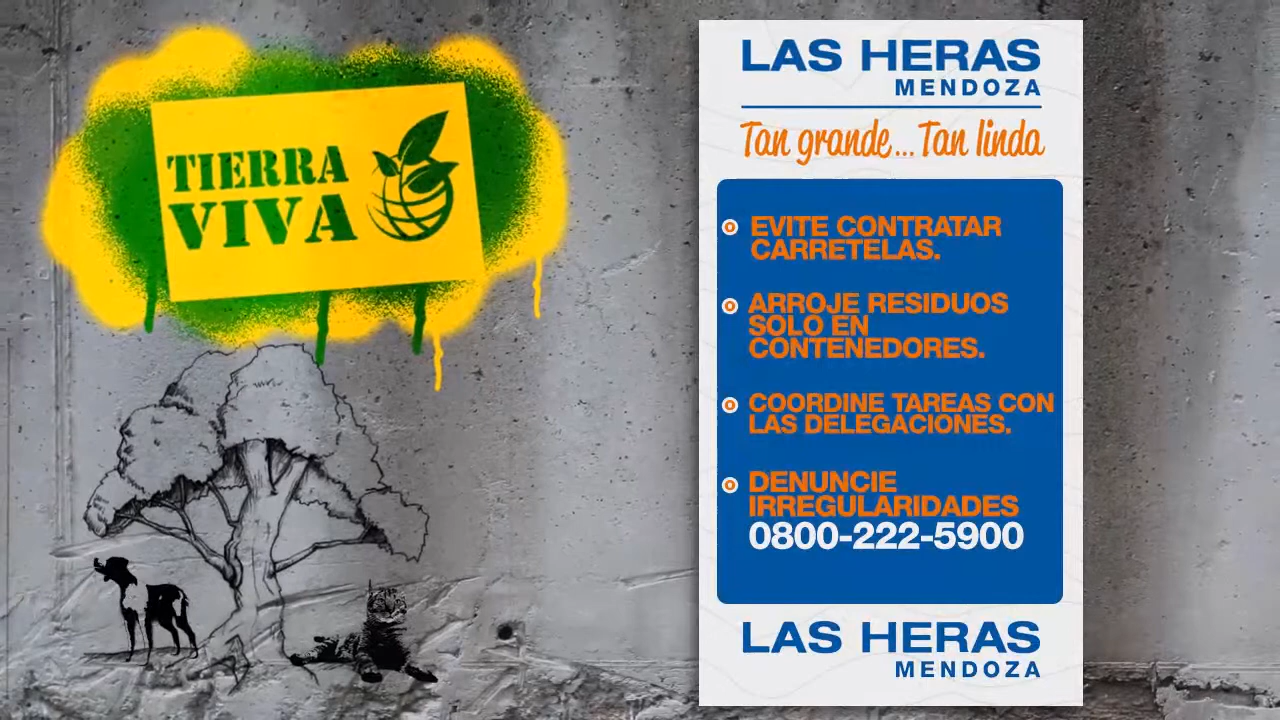 TIERRA
VIVA
LAS HERAS
MENDOZA
Tan grande... Tan linda
EVITE CONTRATAR
CARRETELAS.
ARROJE RESIDUOS
SOLO EN
CONTENEDORES.
COORDINE TAREAS CON
LAS DELEGACIONES.
DENUNCIE
IRREGULARIDADES
0800-222-5900
LAS HERAS
MENDOZA